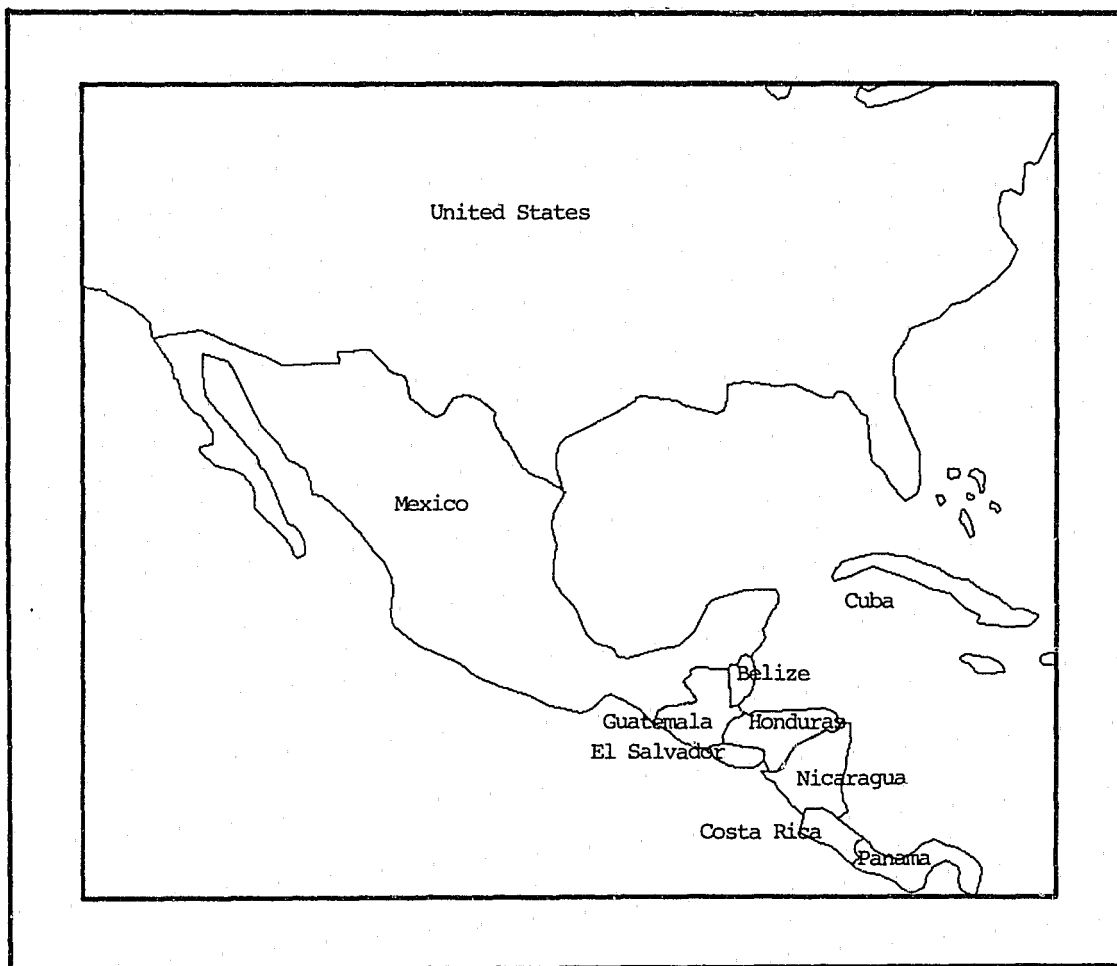 United States
Mexico
Cuba
Belize
Guatemala
Honduras
El Salvador
Nicaragua
Costa Rica
Panama